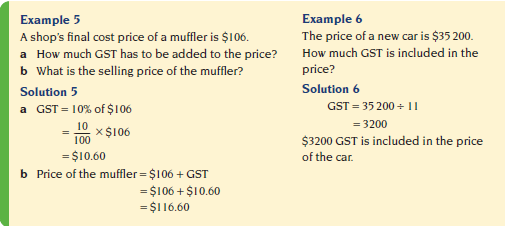 Example 5
A shop's final cost price of a muffler is $106.
a How much GST has to be added to the price?
b What is the selling price of the muffler?
Solution 5
a GST = 10% of $106
= 10/100 × $106
= $10.60
b Price of the muffler = $106 + GST
= $106 + $10.60
= $116.60
Example 6
The price of a new car is $35 200.
How much GST is included in the
price?
Solution 6
GST = 35 200 ÷ 11
= 3200
$3200 GST is included in the price
of the car.